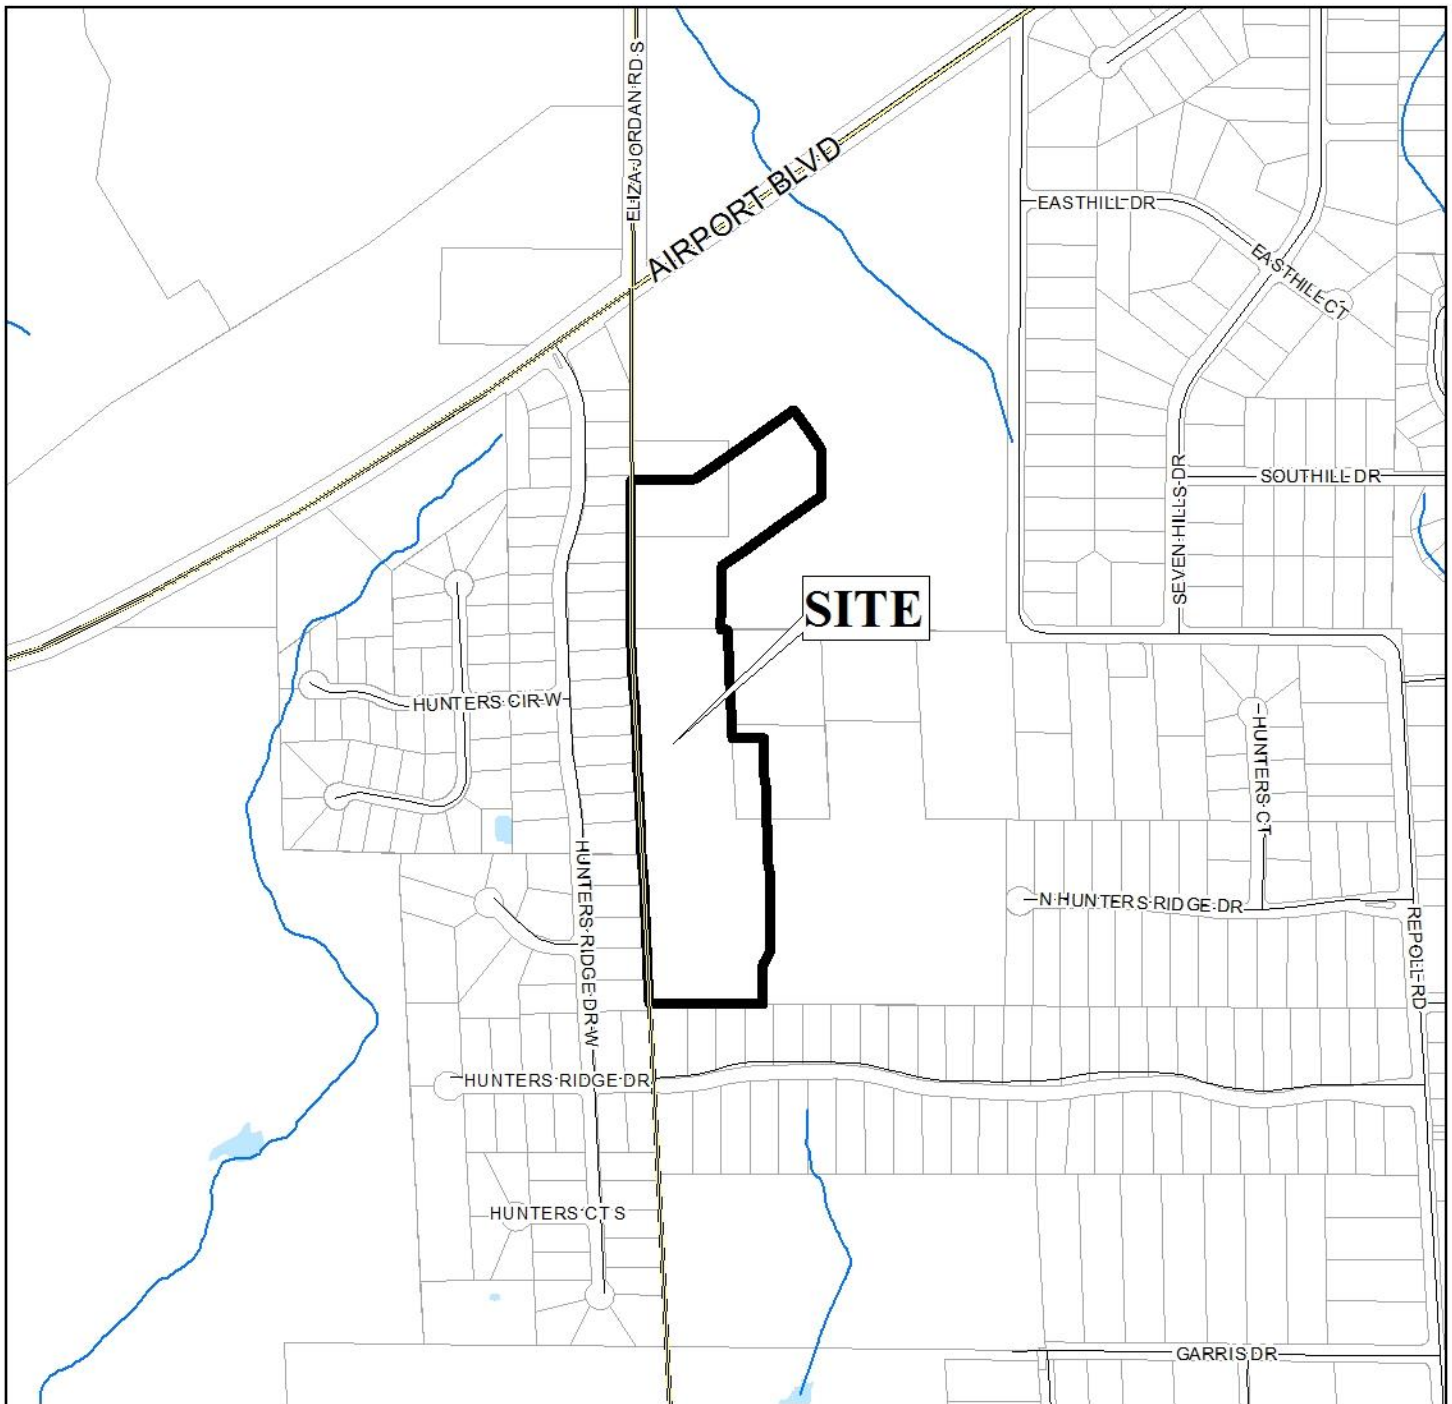 ELIZA JORDAN RD S
AIRPORT BLVD
EASTHILL DR
EASTHILL CT
SEVEN HILLS DR
SOUTHILL DR
SITE
HUNTERS CIR W
HUNTERS CT
HUNTERS RIDGE DR W
N HUNTERS RIDGE DR
REPOLL RD
HUNTERS RIDGE DR
HUNTERS CT S
GARRIS DR